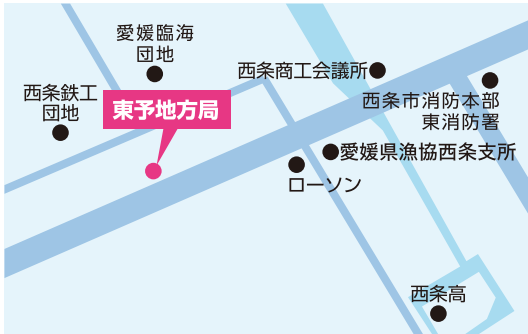 愛媛臨海
団地
西条商工会議所
西条鉄工
団地
東予地方局
西条市消防本部
東消防署
愛媛県漁協西条支所
ローソン
西条高